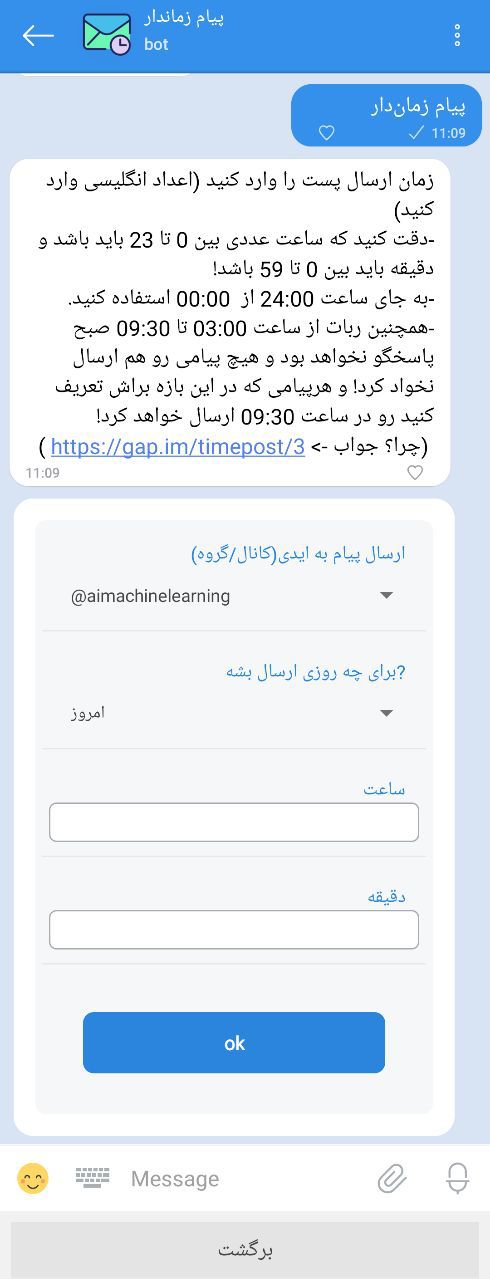 پیام زماندار
bot
پیام زمان‌دار
11:09
زمان ارسال پست را وارد کنید (اعداد انگلیسی وارد
کنید)
-دقت کنید که ساعت عددی بین 0 تا 23 باید باشد و
دقیقه باید بین 0 تا 59 باشد!
-به جای ساعت 24:00 از 00:00 استفاده کنید.
-همچنین ربات از ساعت 03:00 تا 09:30 صبح
پاسخگو نخواهد بود و هیچ پیامی رو هم ارسال
نخواد کرد! و هرپیامی که در این بازه براش تعریف
کنید رو در ساعت 09:30 ارسال خواهد کرد!
(چرا؟ جواب -> https://gap.im/timepost/3 )
11:09
ارسال پیام به ایدی(کانال/گروه)
@aimachinelearning
برای چه روزی ارسال بشه?
امروز
ساعت
دقیقه
ok
Message
برگشت